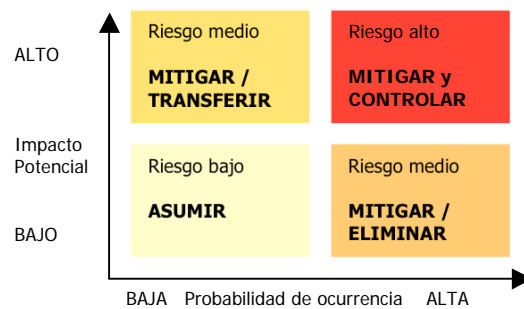 ALTO
Riesgo medio
MITIGAR /
TRANSFERIR
Riesgo alto
MITIGAR y
CONTROLAR
Impacto
Potencial
Riesgo bajo
ASUMIR
Riesgo medio
MITIGAR /
ELIMINAR
BAJO
BAJA Probabilidad de ocurrencia ALTA